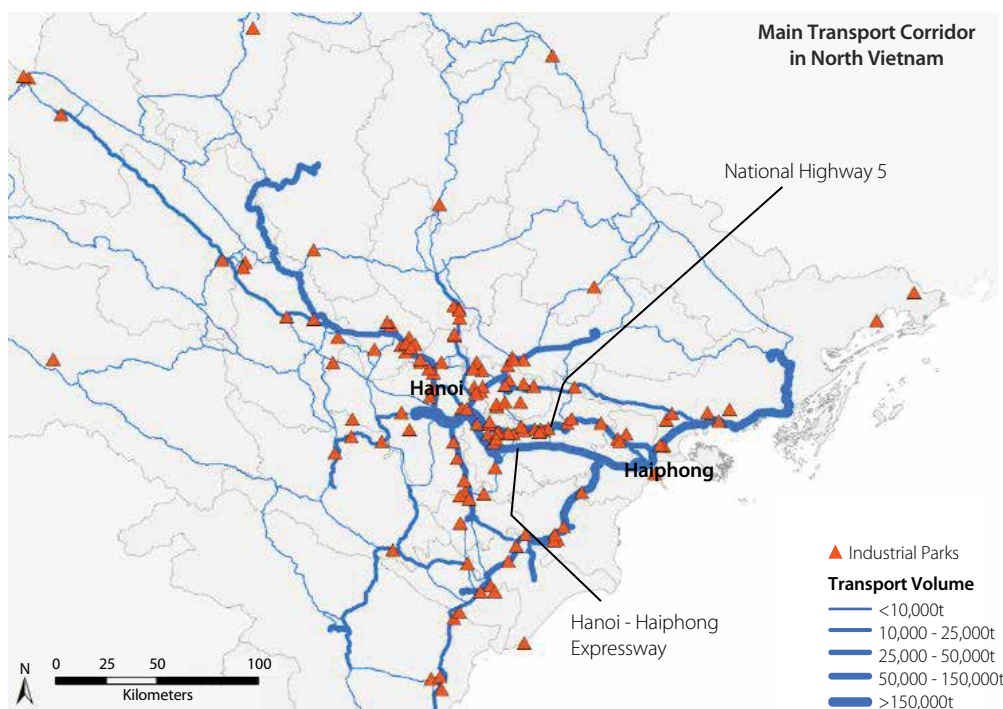 Main Transport Corridor
in North Vietnam
National Highway 5
Hanoi
Haiphong
Hanoi - Haiphong
Expressway
Industrial Parks
Transport Volume
<10,000t
10,000 - 25,000t
25,000 - 50,000t
50,000 - 150,000t
>150,000t
N
0 25 50 100
Kilometers